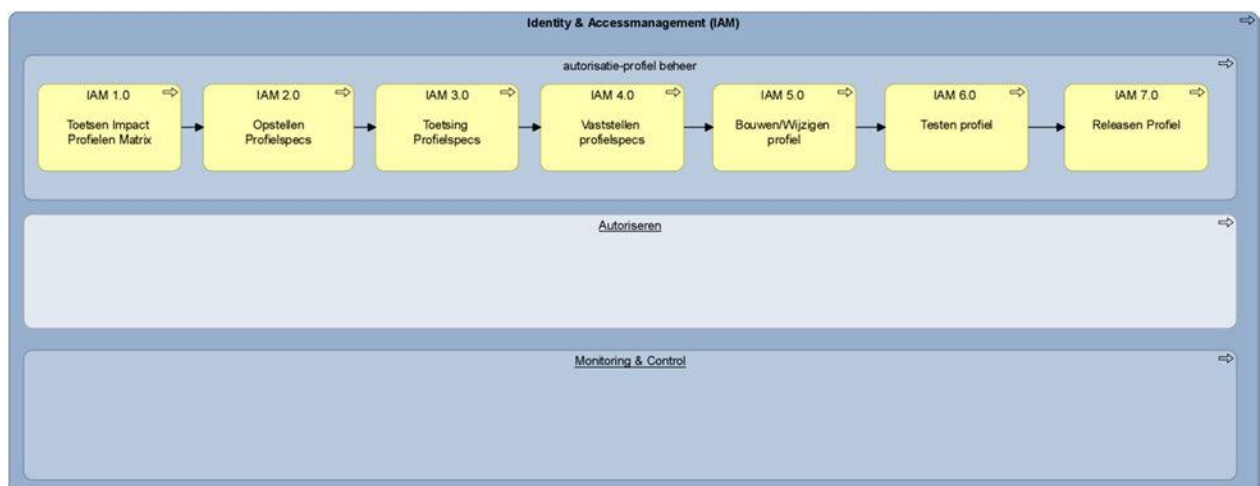 Identity & Accessmanagement (IAM)
autorisatie-profiel beheer
IAM 1.0
Toetsen Impact
Profielen Matrix
IAM 2.0
Opstellen
Profielspecs
IAM 3.0
Toetsing
Profielspecs
IAM 4.0
Vaststellen
profielspecs
IAM 5.0
Bouwen/Wijzigen
profiel
IAM 6.0
Testen profiel
IAM 7.0
Releasen Profiel
Autoriseren
Monitoring & Control